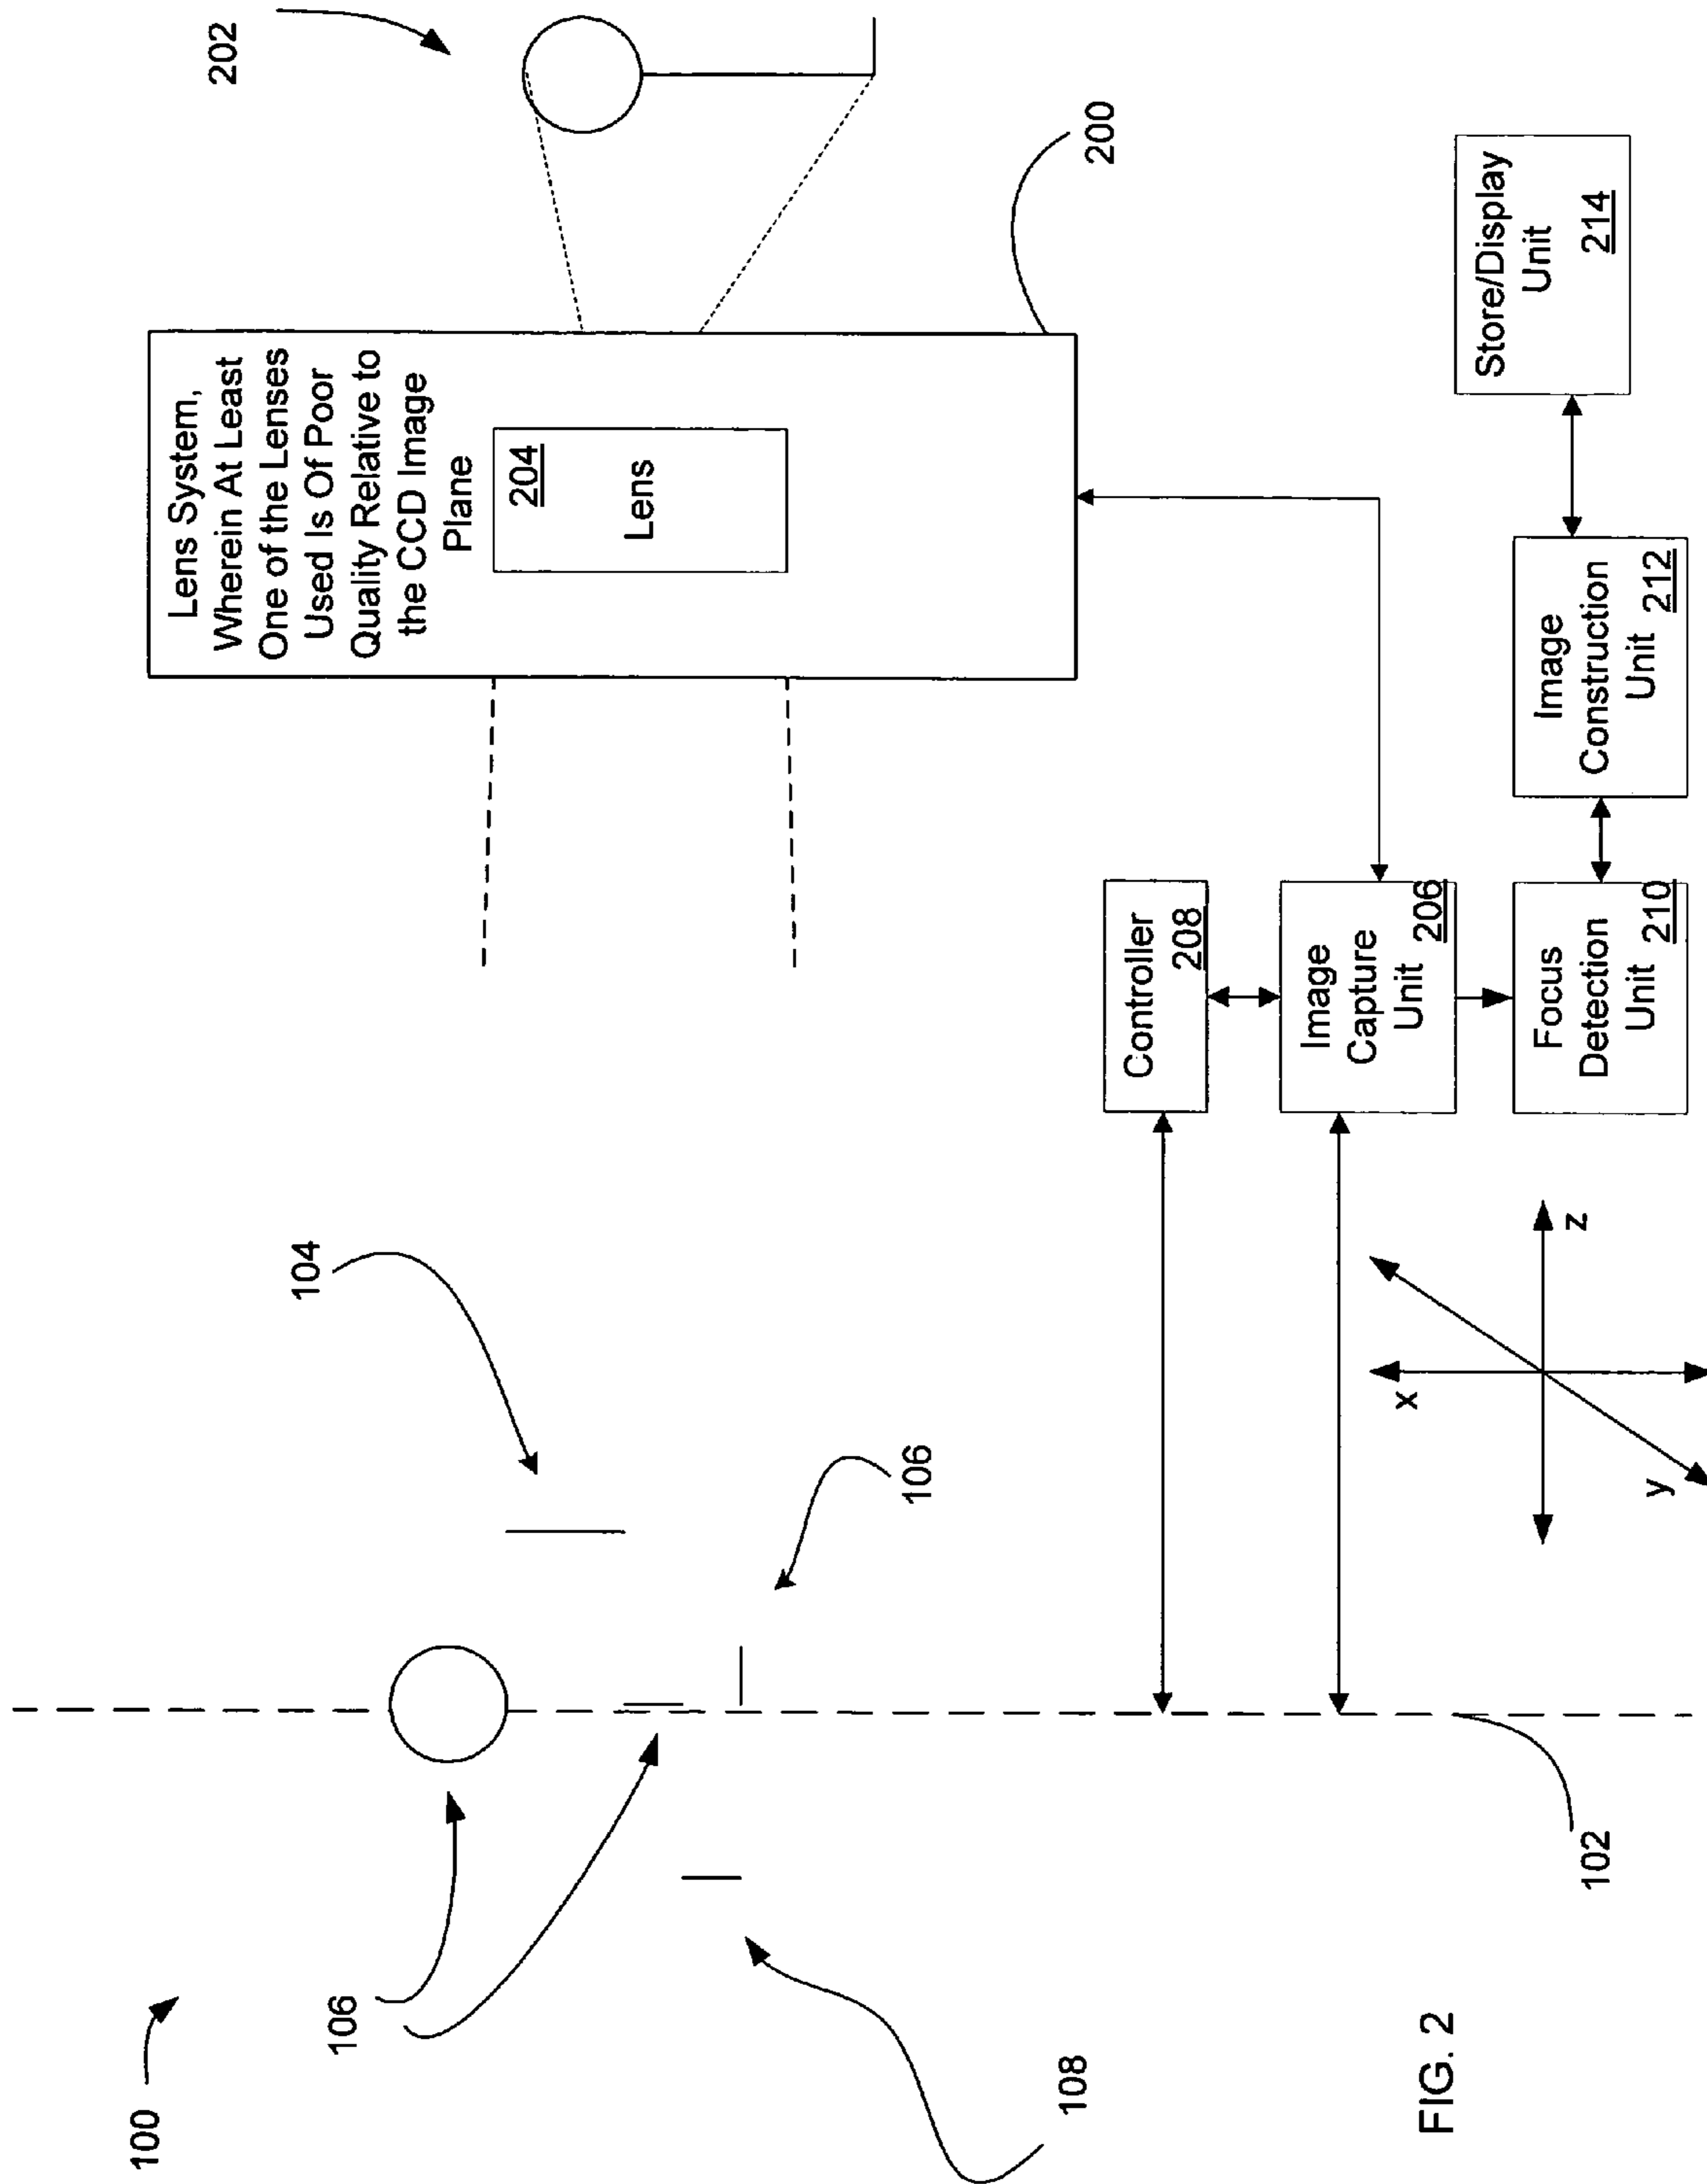 202
200
Lens System,
Wherein At Least
One of the Lenses
Used Is Of Poor
Quality Relative to
the CCD Image
Plane
204
Lens
Store/Display
Unit
214
Image
Construction
Unit 212
Controller
208
Image
Capture
Unit 206
Focus
Detection
Unit 210
104
106
x
z
y
100
106
108
102
FIG. 2